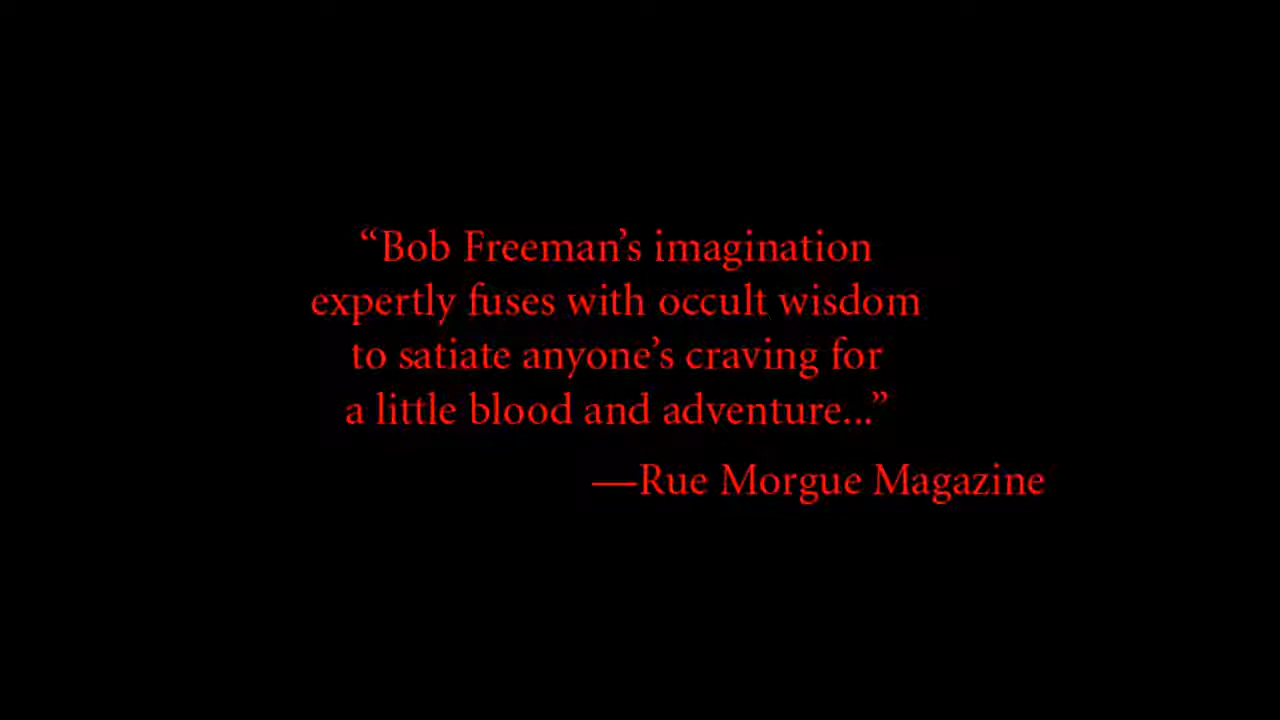 “Bob Freeman’s imagination
expertly fuses with occult wisdom
to satiate anyone’s craving for
a little blood and adventure...”
—Rue Morgue Magazine